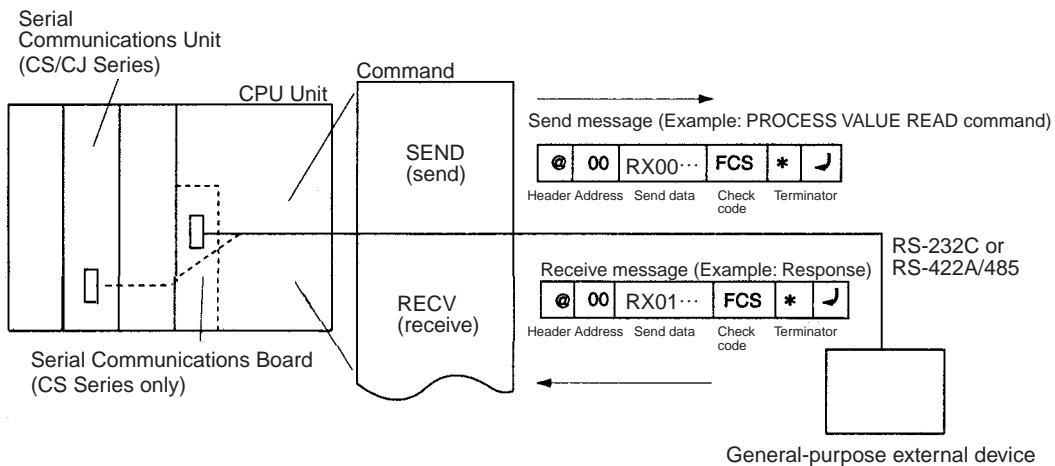 Serial
Communications Unit
(CS/CJ Series)
CPU Unit
Command
SEND
(send)
Send message (Example: PROCESS VALUE READ command)
@ 00 RX00··· FCS *
Header Address Send data Check code Terminator
RS-232C or
RS-422A/485
Receive message (Example: Response)
@ 00 RX01··· FCS *
Header Address Send data Check code Terminator
RECV
(receive)
Serial Communications Board
(CS Series only)
General-purpose external device